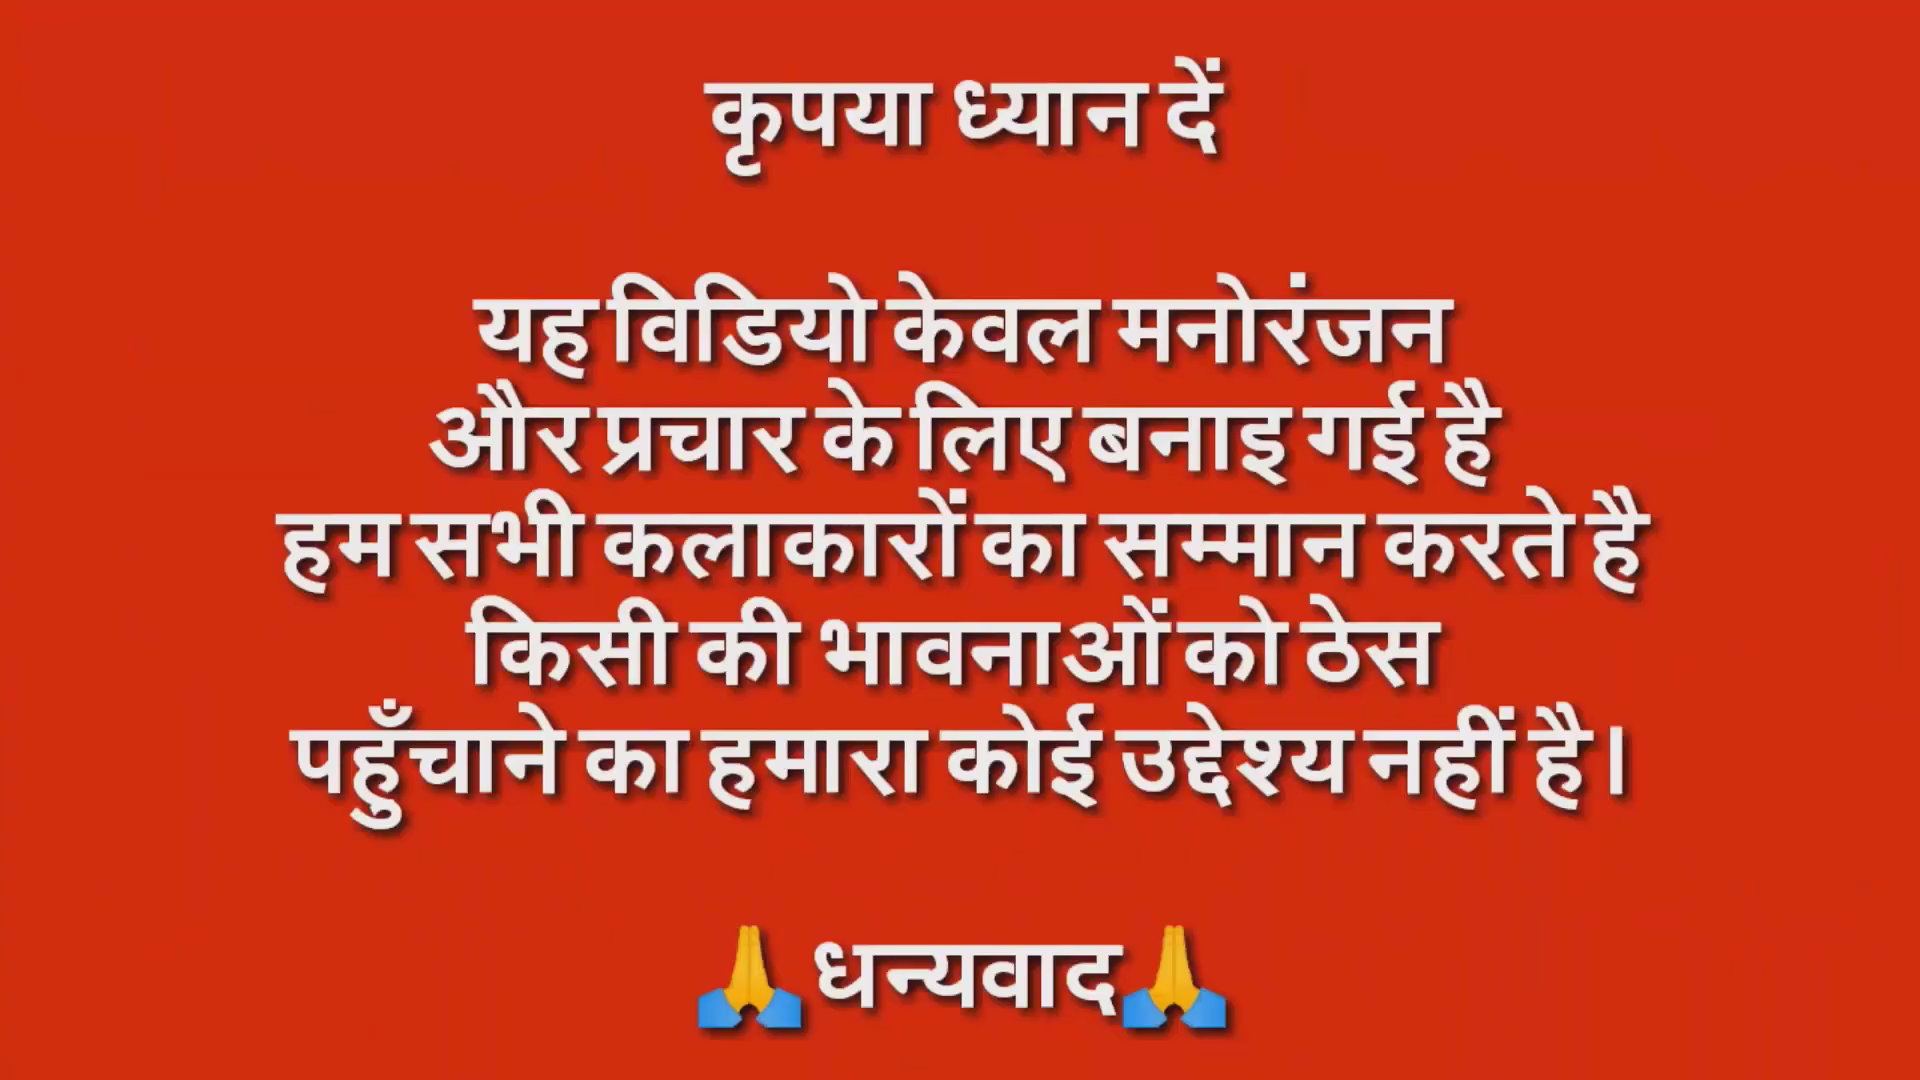 कृपया ध्यान दें
यह विडियो केवल मनोरंजन
और प्रचार के लिए बनाइ गई है
हम सभी कलाकारों का सम्मान करते है
किसी की भावनाओं को ठेस
पहुँचाने का हमारा कोई उद्देश्य नहीं है।
🙏धन्यवाद🙏